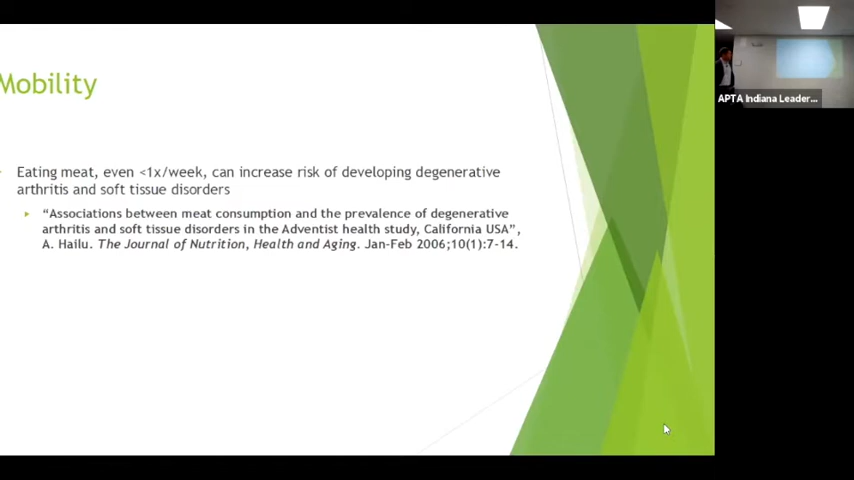 Mobility
Eating meat, even <1x/week, can increase risk of developing degenerative
arthritis and soft tissue disorders
“Associations between meat consumption and the prevalence of degenerative
arthritis and soft tissue disorders in the Adventist health study, California USA”,
A. Hailu. The Journal of Nutrition, Health and Aging. Jan-Feb 2006;10(1):7-14.
APTA Indiana Leader...